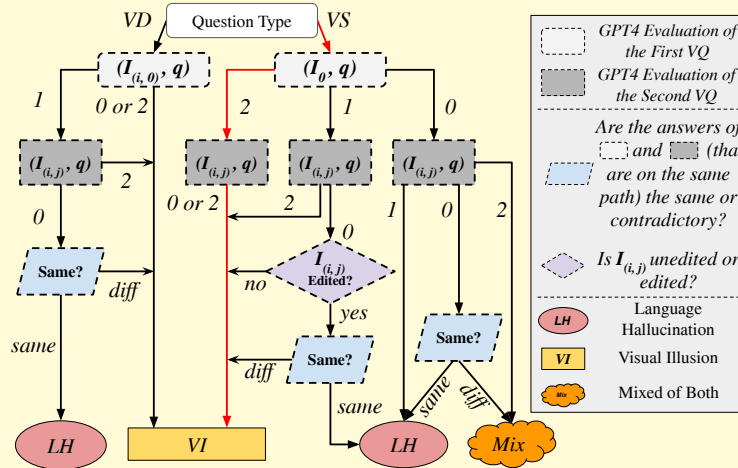 VD
Question Type
VS
(I(i, 0), q)
(I0, q)
1
0 or 2
2
1
0
(I(i,j), q)
(I(i,j), q)
(I(i,j), q)
(I(i,j), q)
2
0
0 or 2
2
0
1
0
2
Same?
diff
same
I(i, j)
Edited?
no
yes
Same?
diff
same
Same?
same
diff
LH
VI
LH
Mix
GPT4 Evaluation of
the First VQ
GPT4 Evaluation of
the Second VQ
Are the answers of
and (tha
are on the same
path) the same or
contradictory?
Is I(i, j) unedited or
edited?
LH
Language
Hallucination
VI
Visual Illusion
Mix
Mixed of Both